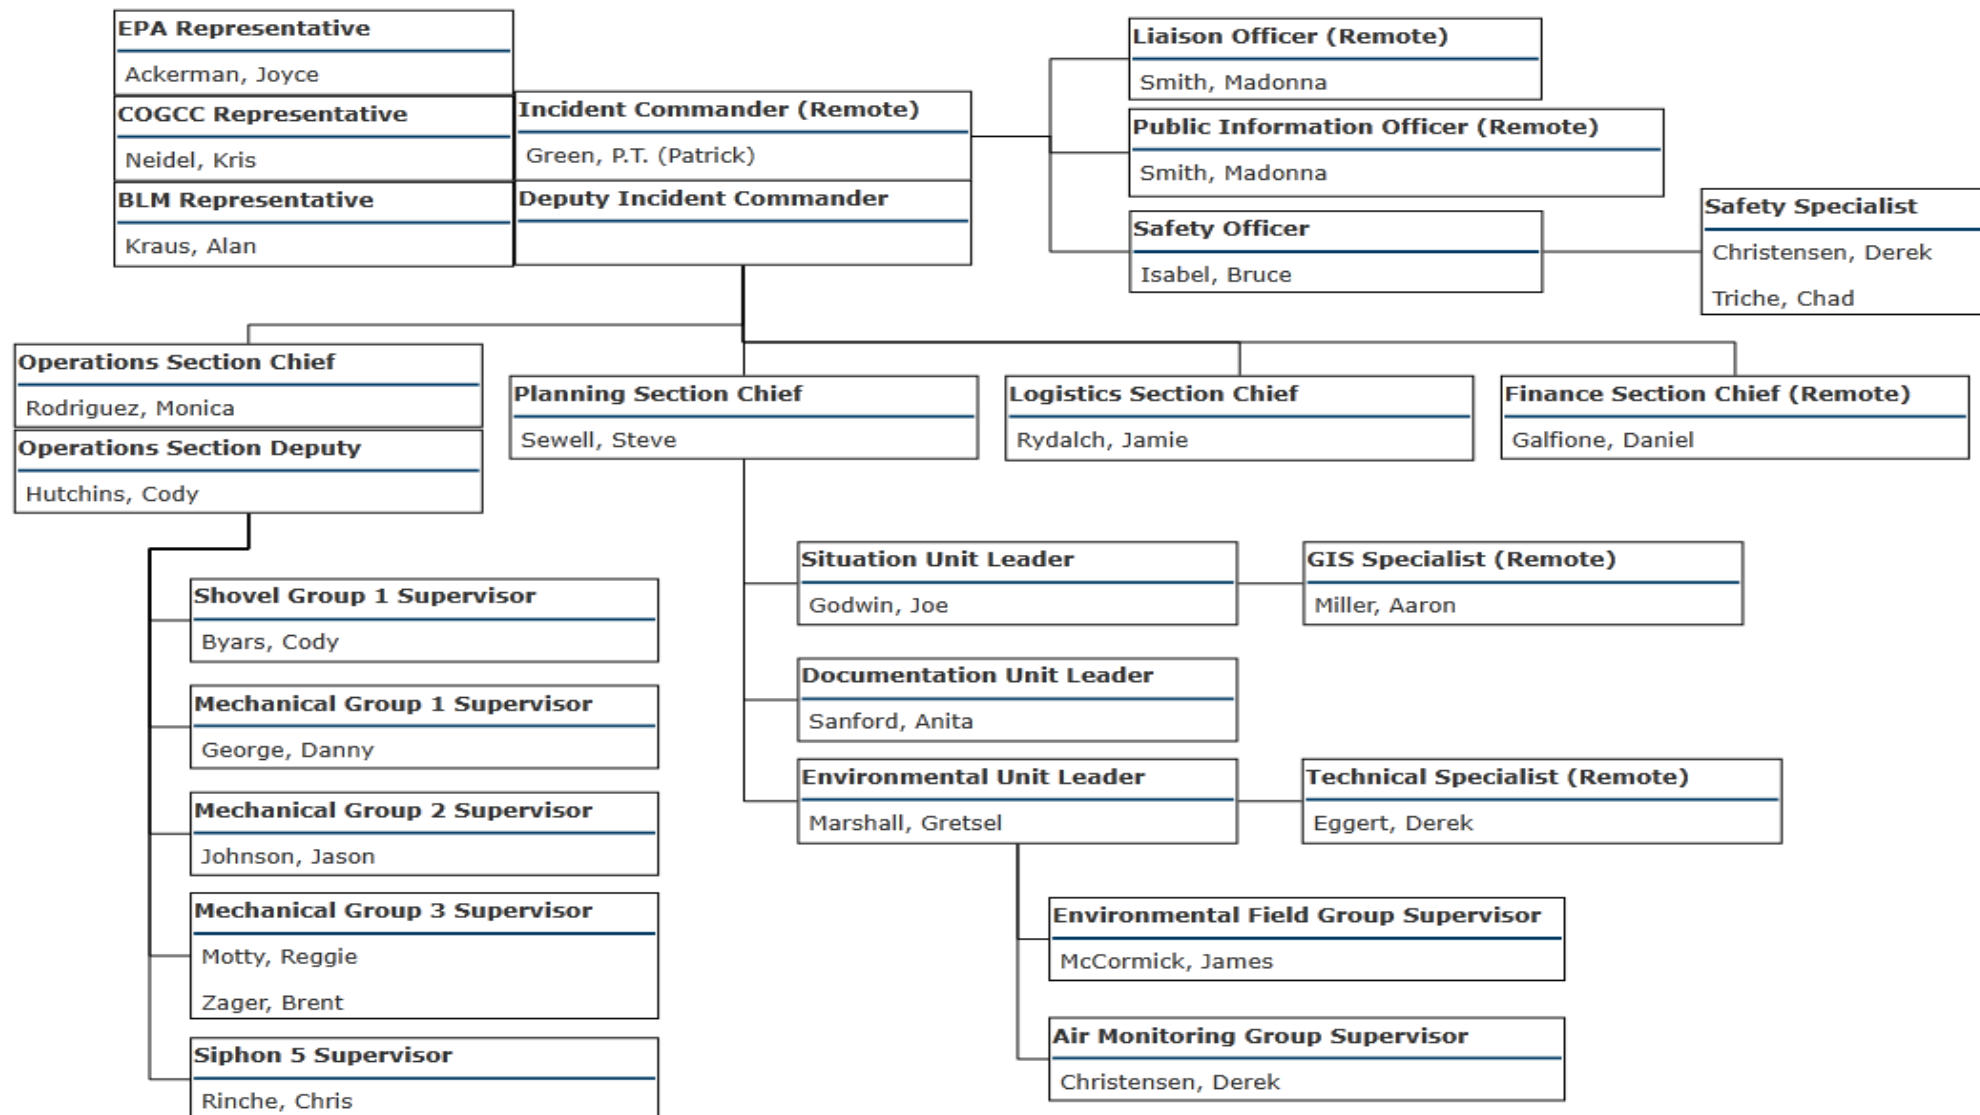 EPA Representative
Ackerman, Joyce
COGCC Representative
Neidel, Kris
BLM Representative
Kraus, Alan
Incident Commander (Remote)
Green, P.T. (Patrick)
Deputy Incident Commander
Liaison Officer (Remote)
Smith, Madonna
Public Information Officer (Remote)
Smith, Madonna
Safety Officer
Isabel, Bruce
Safety Specialist
Christensen, Derek
Triche, Chad
Operations Section Chief
Rodriguez, Monica
Operations Section Deputy
Hutchins, Cody
Planning Section Chief
Sewell, Steve
Logistics Section Chief
Rydalch, Jamie
Finance Section Chief (Remote)
Galfione, Daniel
Shovel Group 1 Supervisor
Byars, Cody
Mechanical Group 1 Supervisor
George, Danny
Mechanical Group 2 Supervisor
Johnson, Jason
Mechanical Group 3 Supervisor
Motty, Reggie
Zager, Brent
Siphon 5 Supervisor
Rinche, Chris
Situation Unit Leader
Godwin, Joe
GIS Specialist (Remote)
Miller, Aaron
Documentation Unit Leader
Sanford, Anita
Environmental Unit Leader
Marshall, Gretsel
Technical Specialist (Remote)
Eggert, Derek
Environmental Field Group Supervisor
McCormick, James
Air Monitoring Group Supervisor
Christensen, Derek